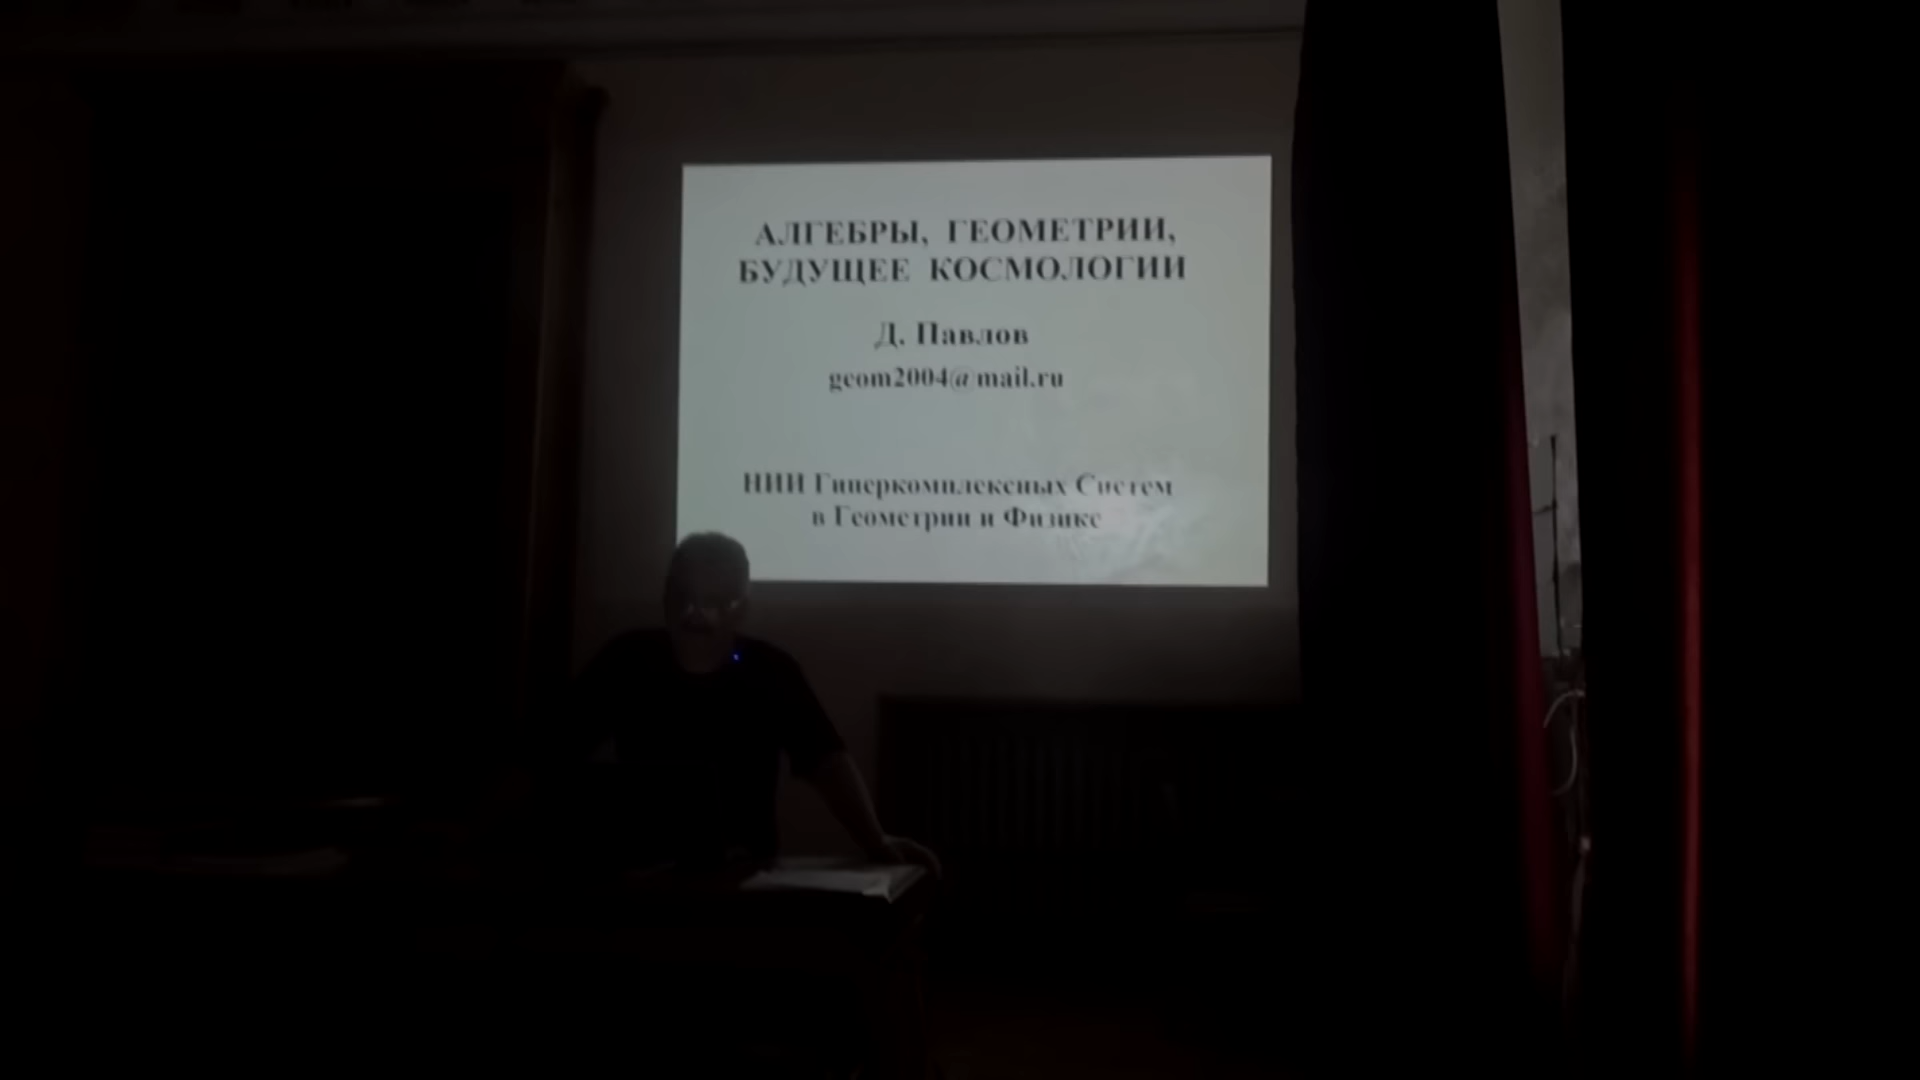 АЛГЕБРЫ, ГЕОМЕТРИИ,
БУДУЩЕЕ КОСМОЛОГИИ
Д. Павлов
geom2004@mail.ru
НИИ Гиперкомплексных Систем
в Геометрии и Физике